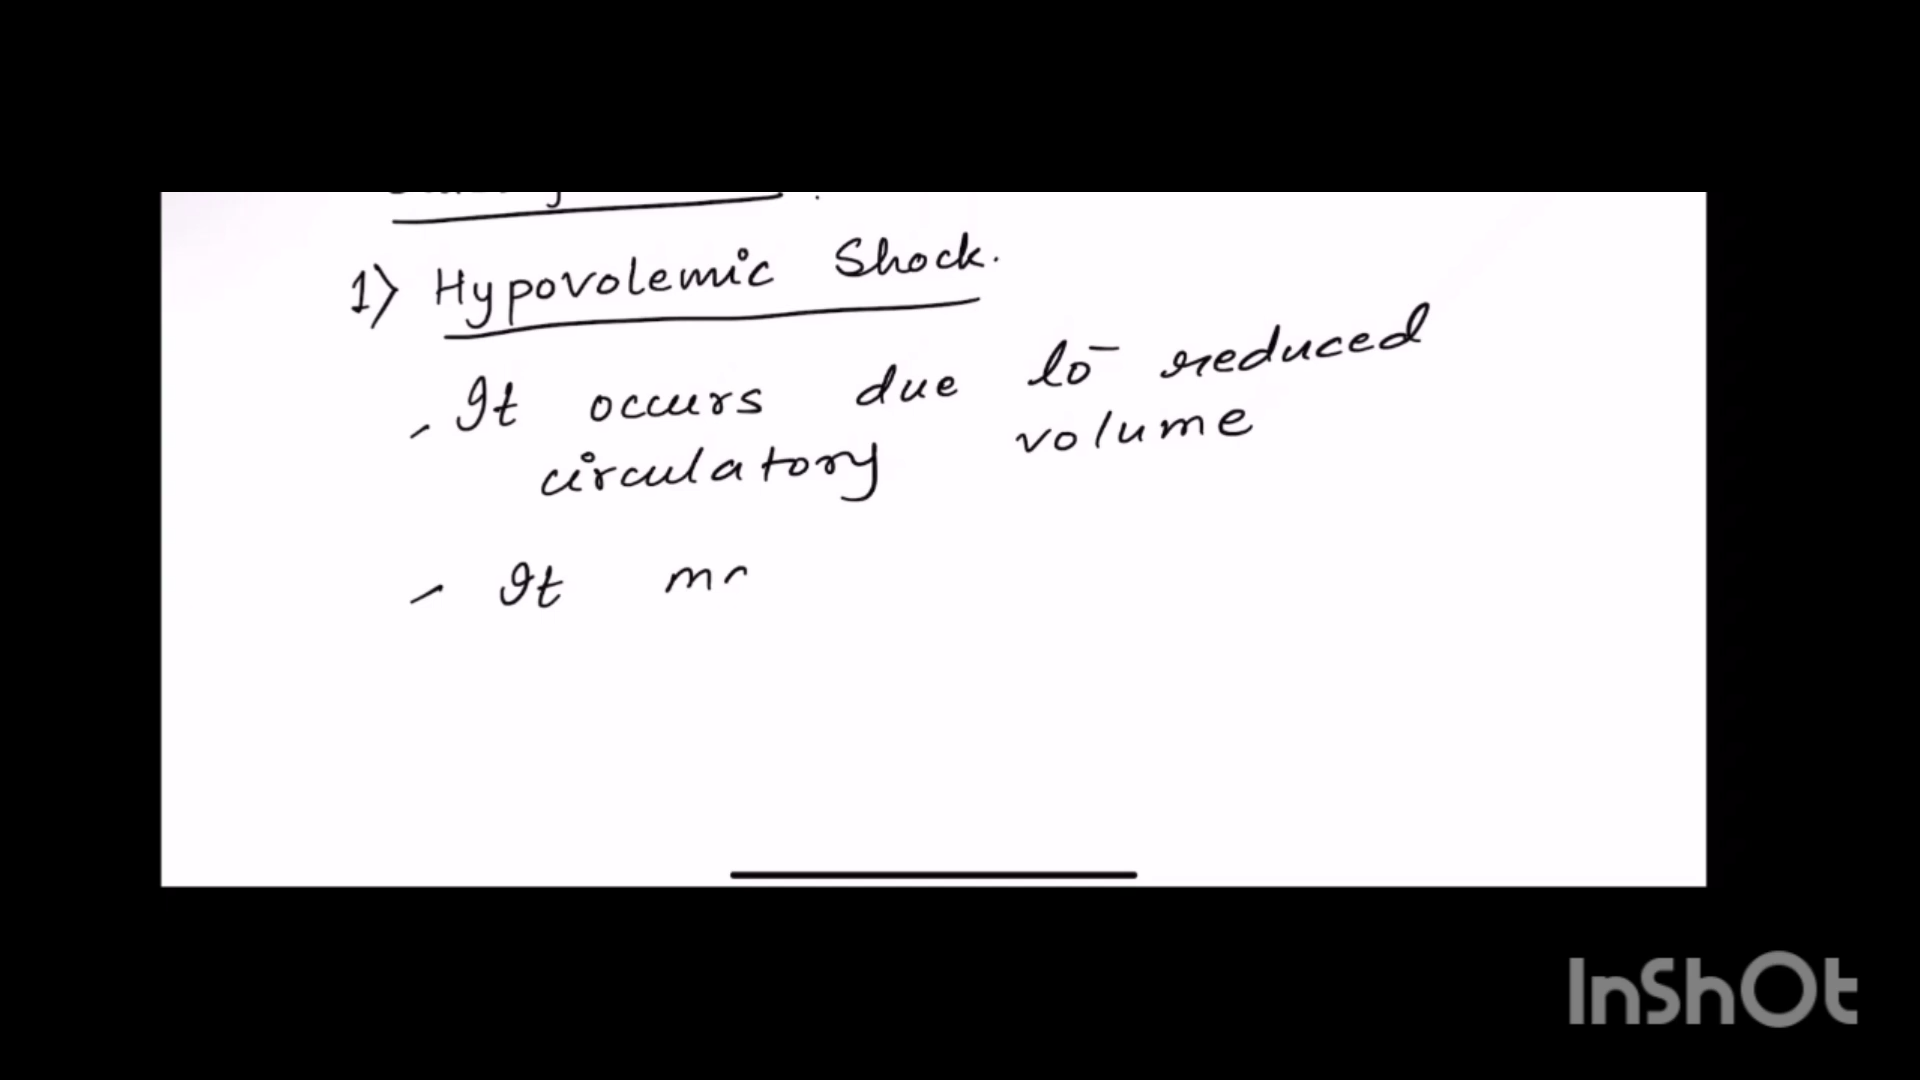 1) Hypovolemic Shock.
- It occurs due to reduced
circulatory volume
- It
InShOt